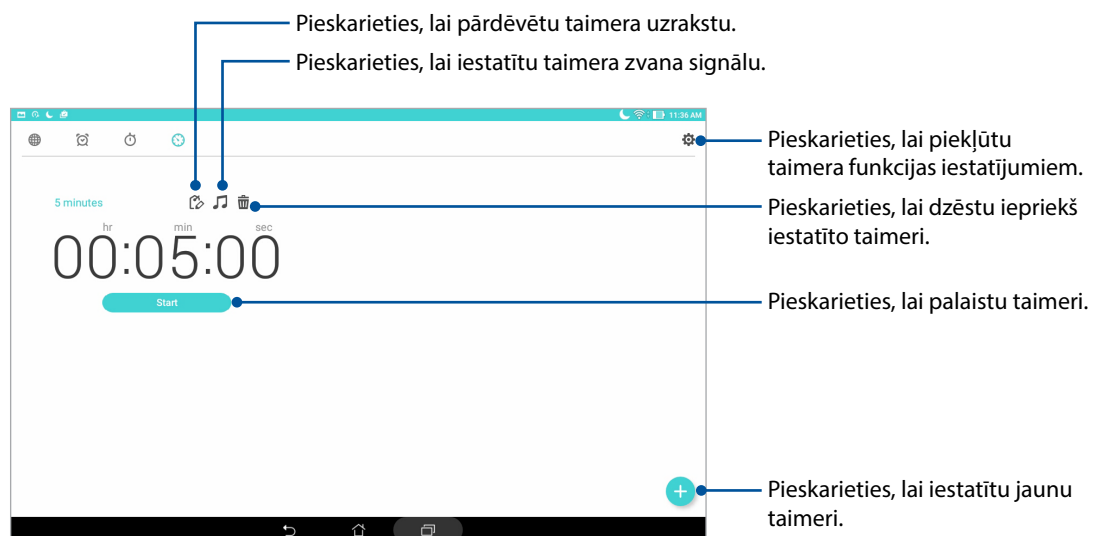 Pieskarieties, lai pārdēvētu taimera uzrakstu.
Pieskarieties, lai iestatītu taimera zvana signālu.
11:36 AM
Pieskarieties, lai piekļūtu
taimera funkcijas iestatījumiem.
5 minutes
Pieskarieties, lai dzēstu iepriekš
iestatīto taimeri.
hr min sec
00:05:00
Start
Pieskarieties, lai palaistu taimeri.
Pieskarieties, lai iestatītu jaunu
taimeri.